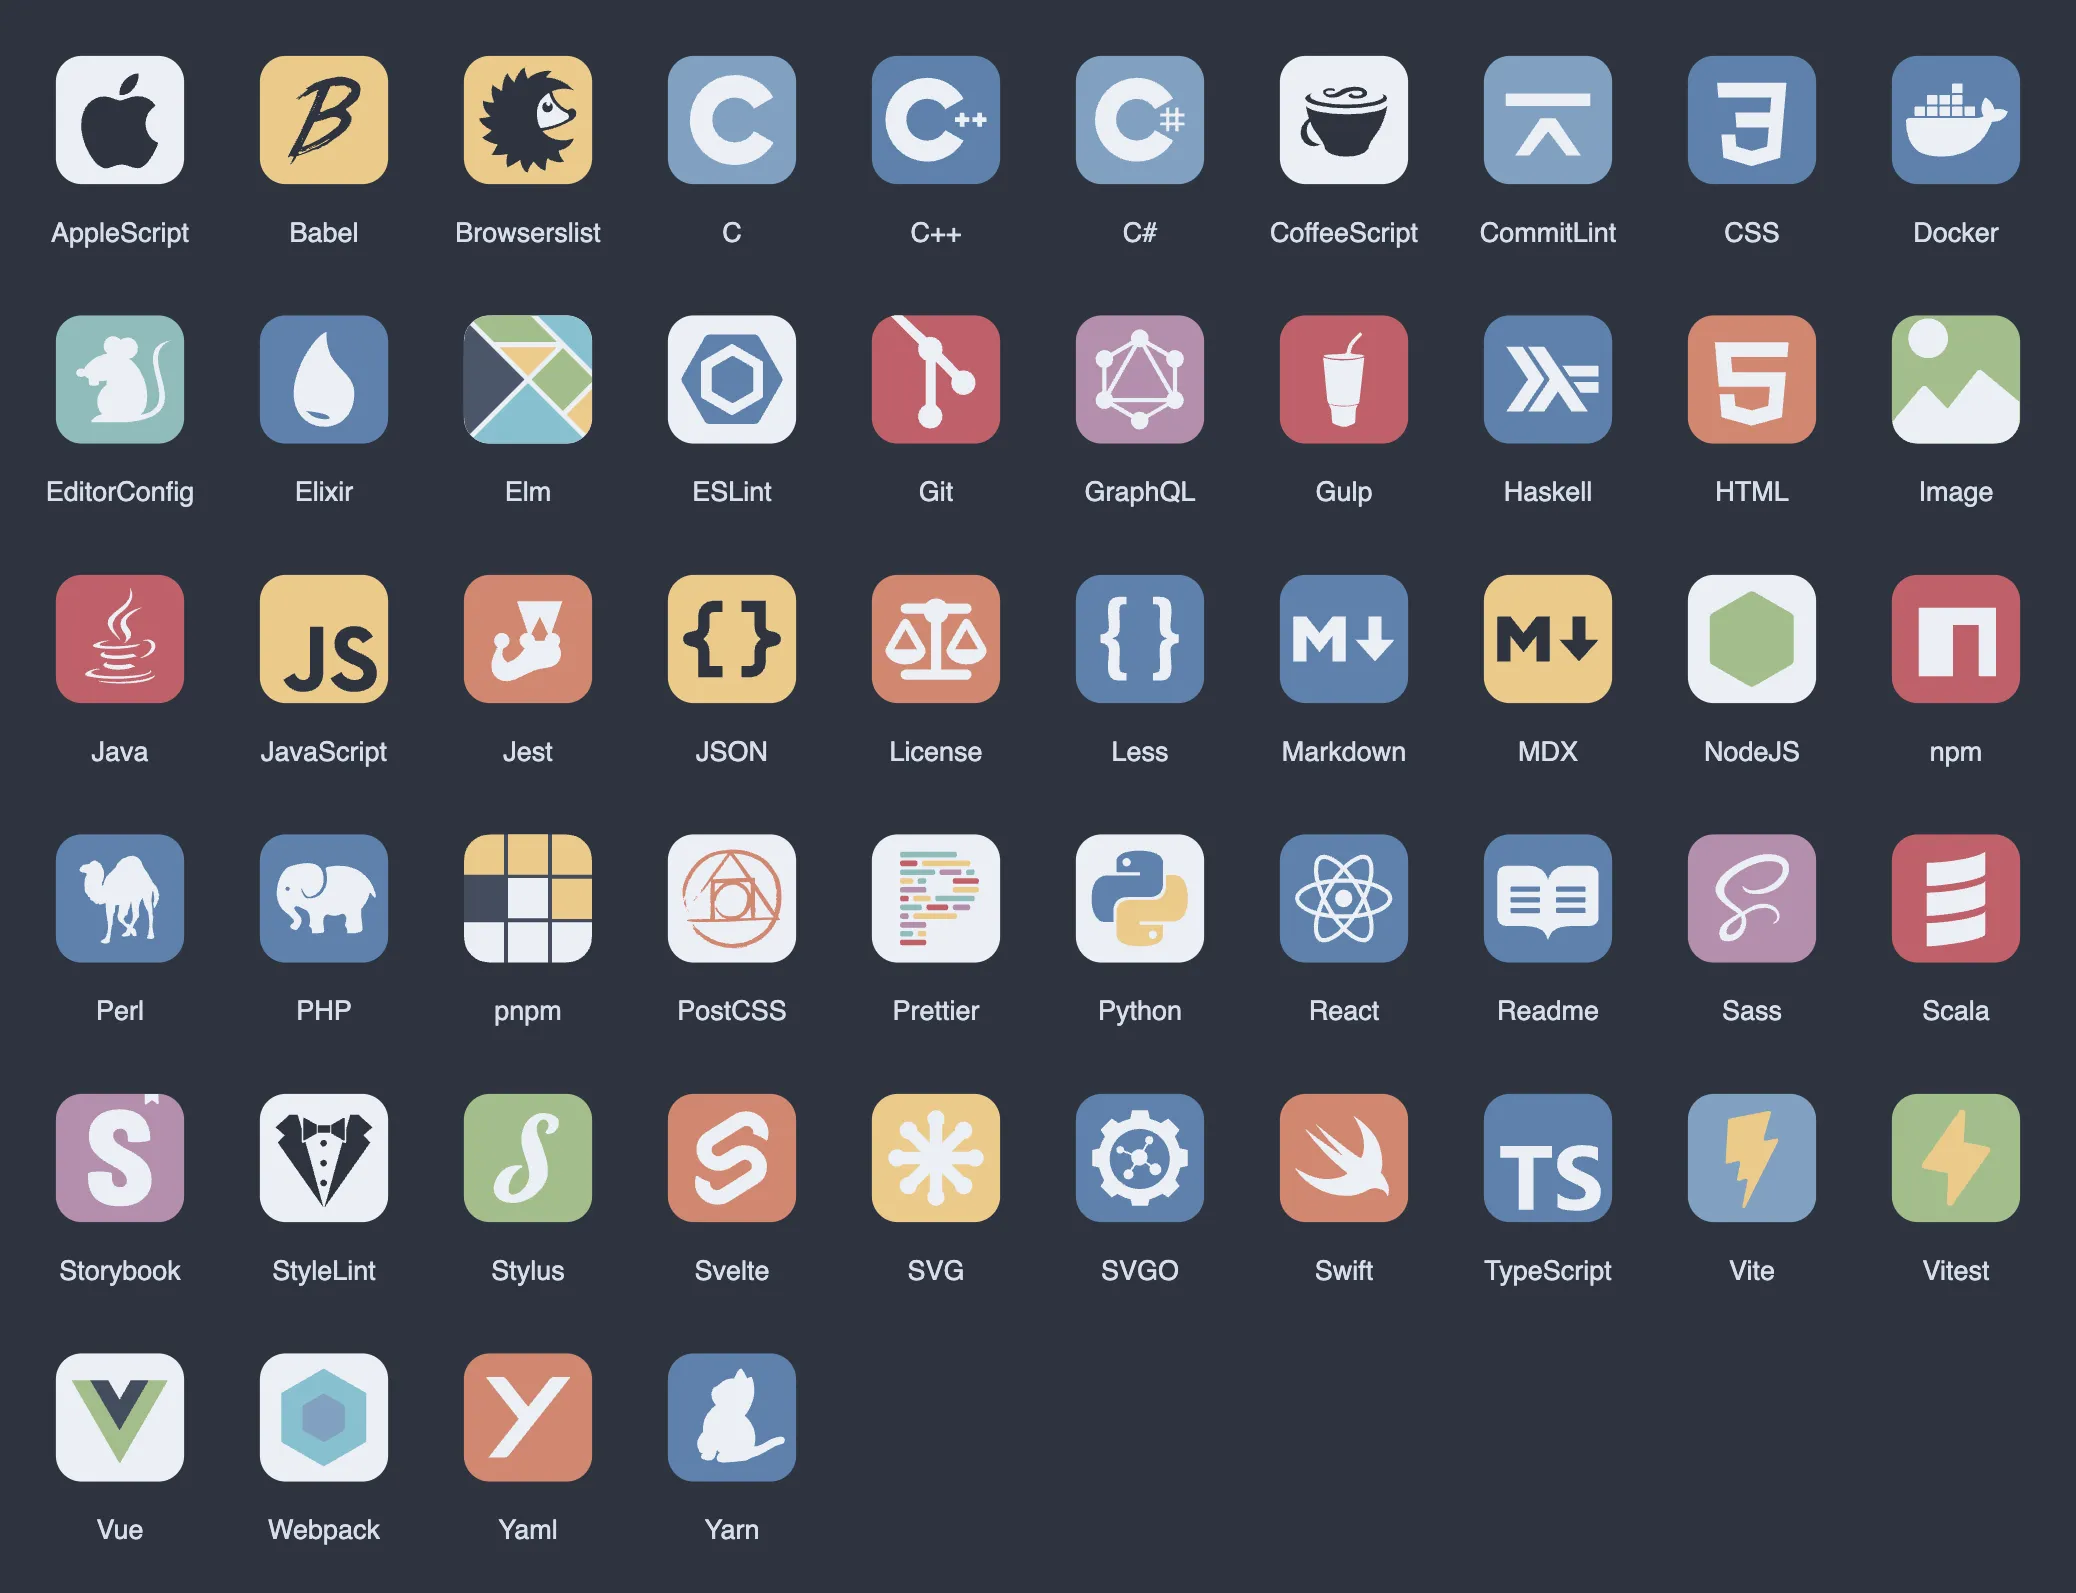 AppleScript Babel Browserslist C C++ C# CoffeeScript CommitLint CSS Docker
EditorConfig Elixir Elm ESLint Git GraphQL Gulp Haskell HTML Image
JS M M
Java JavaScript Jest JSON License Less Markdown MDX NodeJS npm
Perl PHP pnpm PostCSS Prettier Python React Readme Sass Scala
TS
Storybook StyleLint Stylus Svelte SVG SVGO Swift TypeScript Vite Vitest
Vue Webpack Yaml Yarn